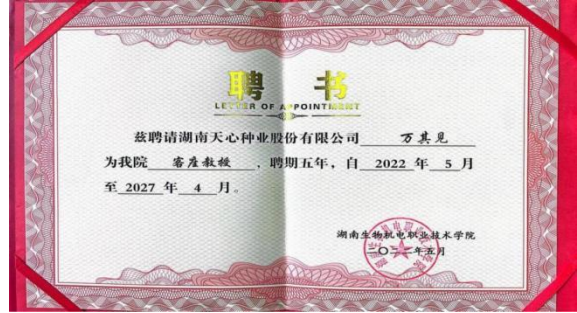 聘 书
LETTER OF APPOINTMENT
兹聘请湖南天心种业股份有限公司 万其见
为我院 客座教授 ，聘期五年，自 2022 年 5 月
至 2027 年 4 月。
湖南生物机电职业技术学院
二〇二二年五月